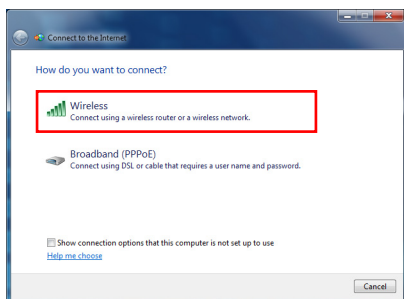 Connect to the Internet
How do you want to connect?
Wireless
Connect using a wireless router or a wireless network.
Broadband (PPPoE)
Connect using DSL or cable that requires a user name and password.
Show connection options that this computer is not set up to use
Help me choose
Cancel